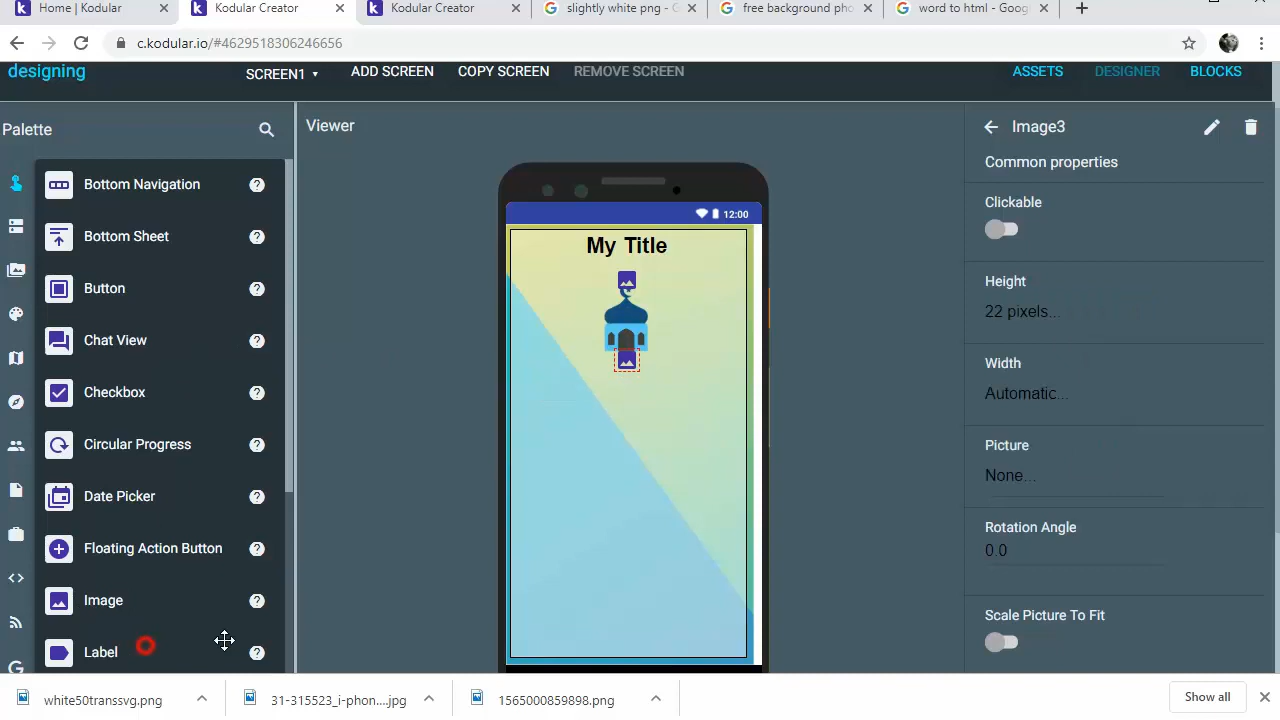 Home | Kodular
Kodular Creator
Kodular Creator
slightly white png - G
free background pho
word to html - Goog
c.kodular.io/#4629518306246656
designing
SCREEN1
ADD SCREEN
COPY SCREEN
REMOVE SCREEN
ASSETS
DESIGNER
BLOCKS
Palette
Viewer
Image3
Common properties
Bottom Navigation
Bottom Sheet
Button
Chat View
Checkbox
Circular Progress
Date Picker
Floating Action Button
Image
Label
12:00
My Title
Clickable
Height
22 pixels...
Width
Automatic...
Picture
None...
Rotation Angle
0.0
Scale Picture To Fit
white50transsvg.png
31-315523_i-phon....jpg
1565000859898.png
Show all